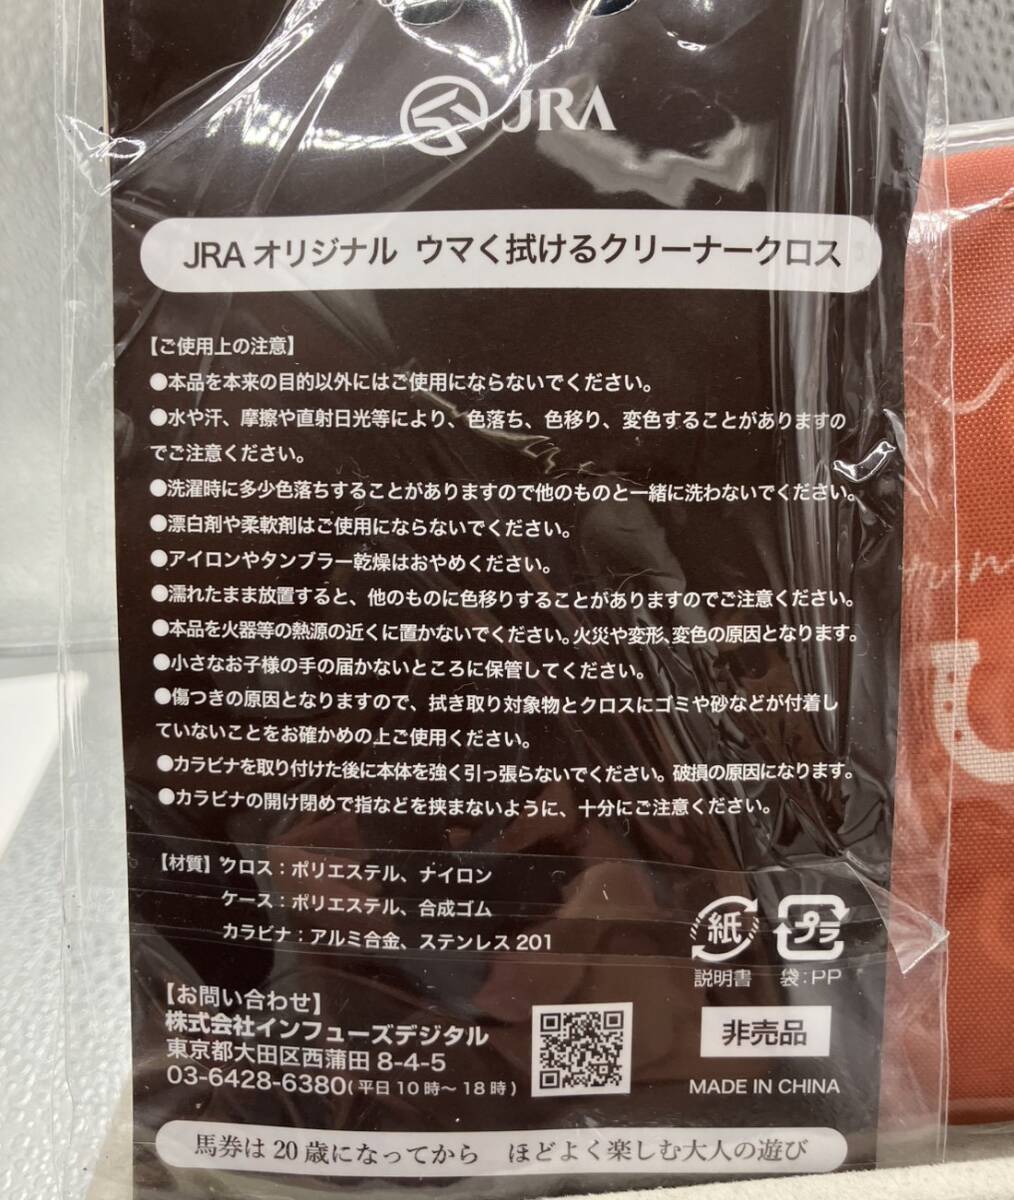 JRA
JRA オリジナル ウマく拭けるクリーナークロス
【ご使用上の注意】
●本品を本来の目的以外にはご使用にならないでください。
●水や汗、摩擦や直射日光等により、色落ち、色移り、変色することがありますの
でご注意ください。
●洗濯時に多少色落ちすることがありますので他のものと一緒に洗わないでください。
●漂白剤や柔軟剤はご使用にならないでください。
●アイロンやタンブラー乾燥はおやめください。
●濡れたまま放置すると、他のものに色移りすることがありますのでご注意ください。
●本品を火器等の熱源の近くに置かないでください。火災や変形、変色の原因となります。
●小さなお子様の手の届かないところに保管してください。
●傷つきの原因となりますので、拭き取り対象物とクロスにゴミや砂などが付着し
ていないことをお確かめの上ご使用ください。
●カラビナを取り付けた後に本体を強く引っ張らないでください。破損の原因になります。
●カラビナの開け閉めで指などを挟まないように、十分にご注意ください。
【材質】クロス：ポリエステル、ナイロン
ケース：ポリエステル、合成ゴム
カラビナ：アルミ合金、ステンレス201
紙 プラ
説明書 袋：PP
【お問い合わせ】
株式会社インフューズデジタル
東京都大田区西蒲田 8-4-5
03-6428-6380(平日10時〜18時)
非売品
MADE IN CHINA
馬券は20歳になってから ほどよく楽しむ大人の遊び